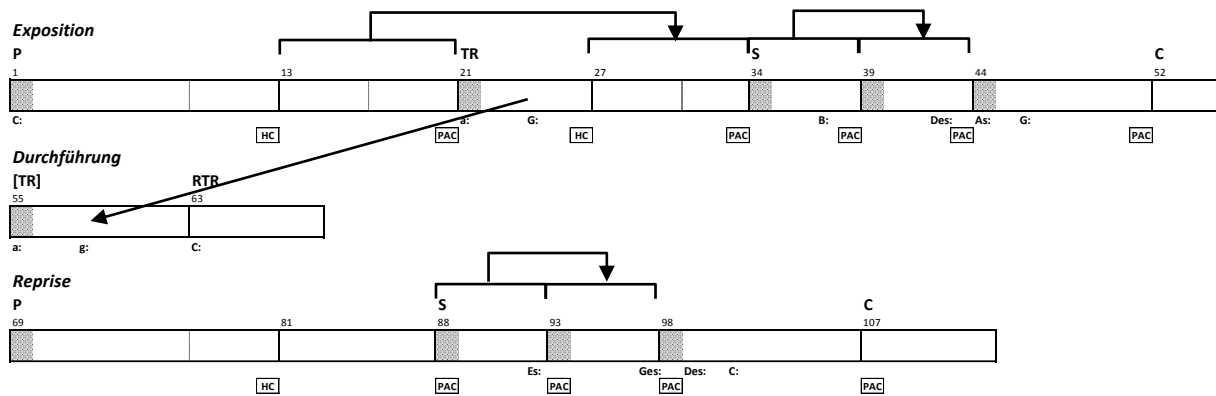 Exposition
P TR S C
1 13 21 27 34 39 44 52
C: a: G: B: Des: As: G:
HC PAC HC PAC PAC PAC PAC
Durchführung
[TR] RTR
55 63
a: g: C:
Reprise
P S C
69 81 88 93 98 107
Es: Ges: Des: C:
HC PAC PAC PAC PAC